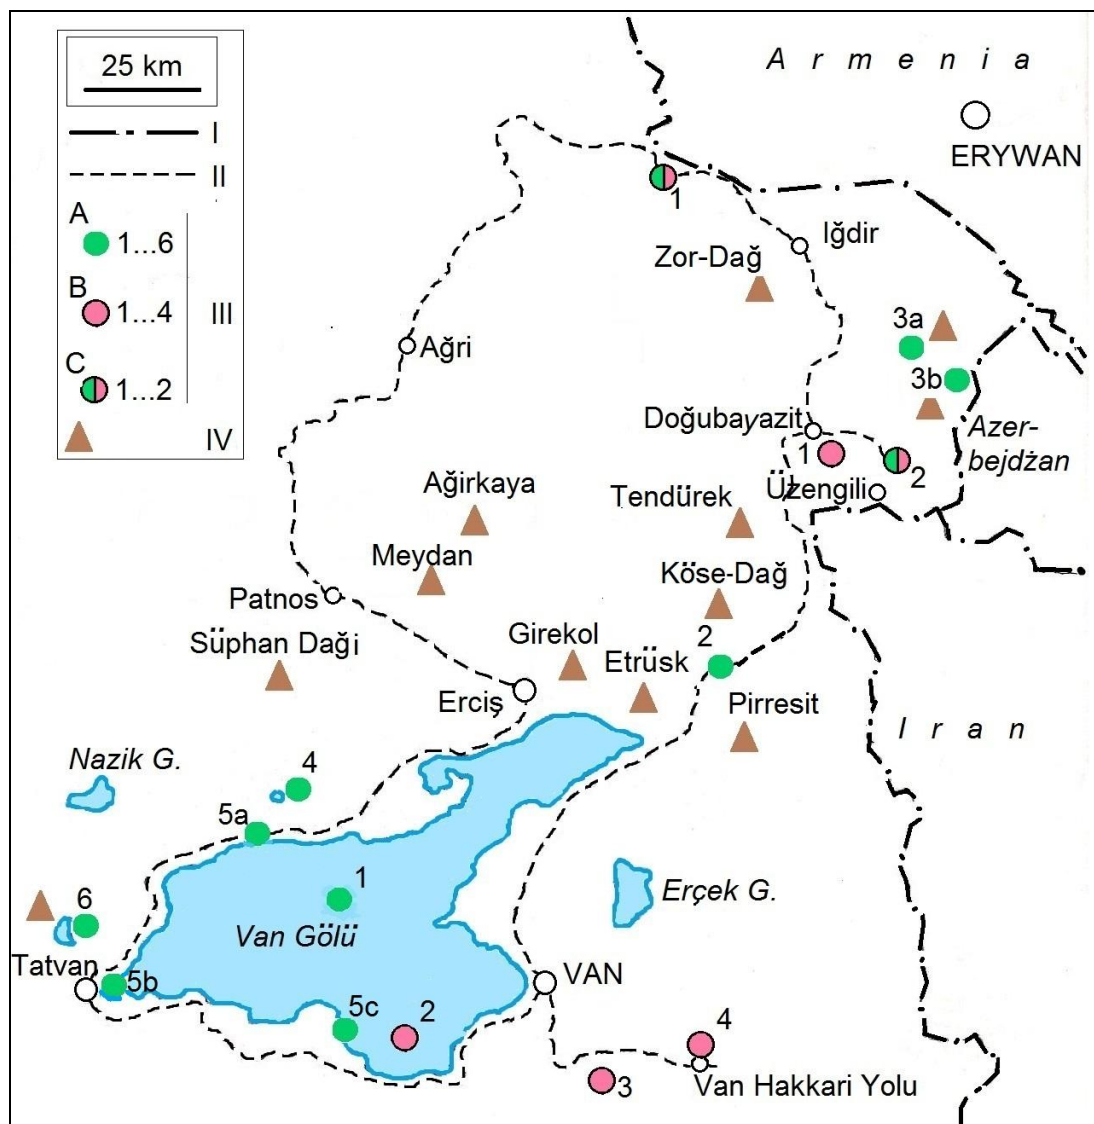 25 km
I
II
A
1...6
B
1...4
III
C
1...2
IV
A r m e n i a
ERYWAN
1
Iğdir
Zor-Dağ
3a
Ağri
3b
Doğubayazit
Azer-
bejdżan
1
2
Üzengili
Ağirkaya
Tendürek
Meydan
Köse-Dağ
Patnos
Süphan Daği
Girekol
2
Etrüsk
Erciş
Pirresit
I r a n
Nazik G.
4
5a
1
Erçek G.
6
Van Gölü
Tatvan
5b
VAN
5c
2
4
3
Van Hakkari Yolu